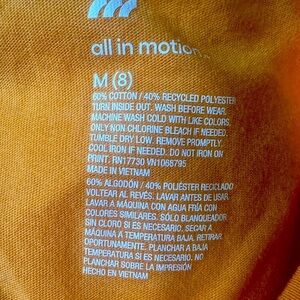 all in motion
M (8)
60% COTTON / 40% RECYCLED POLYESTER
TURN INSIDE OUT. WASH BEFORE WEAR.
MACHINE WASH COLD WITH LIKE COLORS.
ONLY NON CHLORINE BLEACH IF NEEDED.
TUMBLE DRY LOW. REMOVE PROMPTLY.
COOL IRON IF NEEDED. DO NOT IRON ON
PRINT. RN17730 VN1068795
MADE IN VIETNAM
60% ALGODÓN / 40% POLIÉSTER RECICLADO
VOLTEAR AL REVÉS. LAVAR ANTES DE USAR.
LAVAR A MÁQUINA CON AGUA FRÍA CON
COLORES SIMILARES. SÓLO BLANQUEADOR
SIN CLORO SI ES NECESARIO. SECAR A
MÁQUINA A TEMPERATURA BAJA. RETIRAR
OPORTUNAMENTE. PLANCHAR A BAJA
TEMPERATURA SI ES NECESARIO. NO
PLANCHAR SOBRE LA IMPRESIÓN
HECHO EN VIETNAM